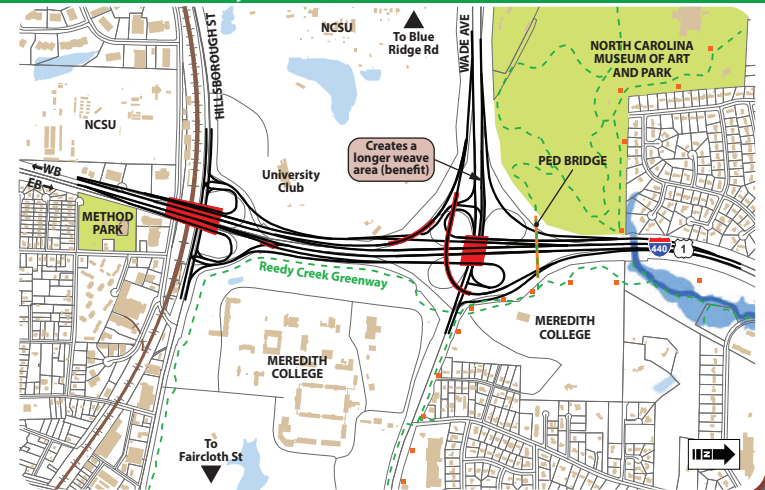 NCSU
To Blue
Ridge Rd
HILLSBOROUGH ST
WADE AVE
NORTH CAROLINA
MUSEUM OF ART
AND PARK
NCSU
Creates a
longer weave
area (benefit)
PED BRIDGE
←WB
EB→
University
Club
METHOD
PARK
440
1
Reedy Creek Greenway
MEREDITH
COLLEGE
MEREDITH
COLLEGE
To
Faircloth St
N